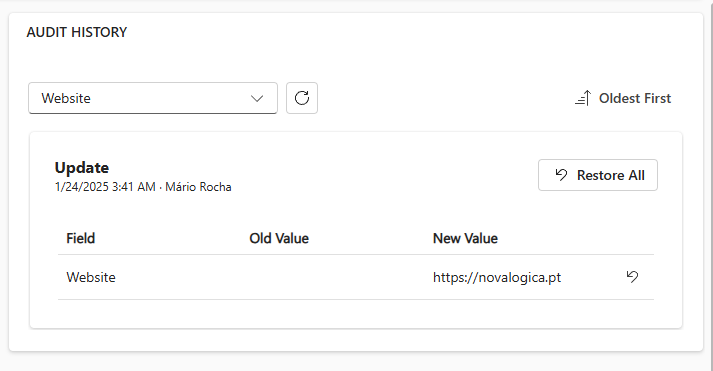 AUDIT HISTORY
Website
Oldest First
Update
1/24/2025 3:41 AM · Mário Rocha
Restore All
Field Old Value New Value
Website https://novalogica.pt